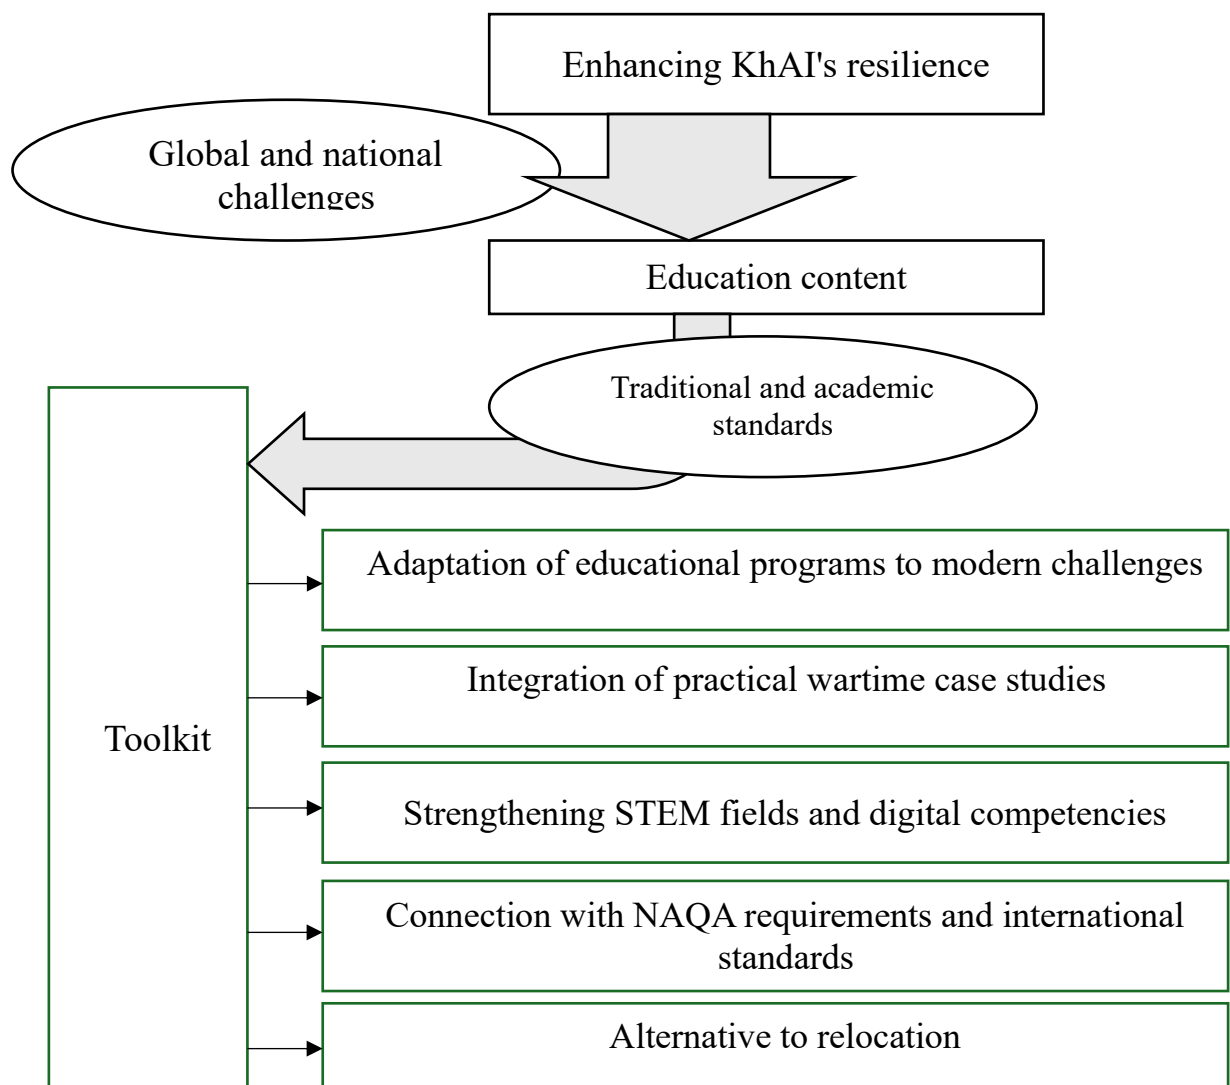 Enhancing KhAI's resilience
Global and national
challenges
Education content
Traditional and academic
standards
Toolkit
Adaptation of educational programs to modern challenges
Integration of practical wartime case studies
Strengthening STEM fields and digital competencies
Connection with NAQA requirements and international
standards
Alternative to relocation